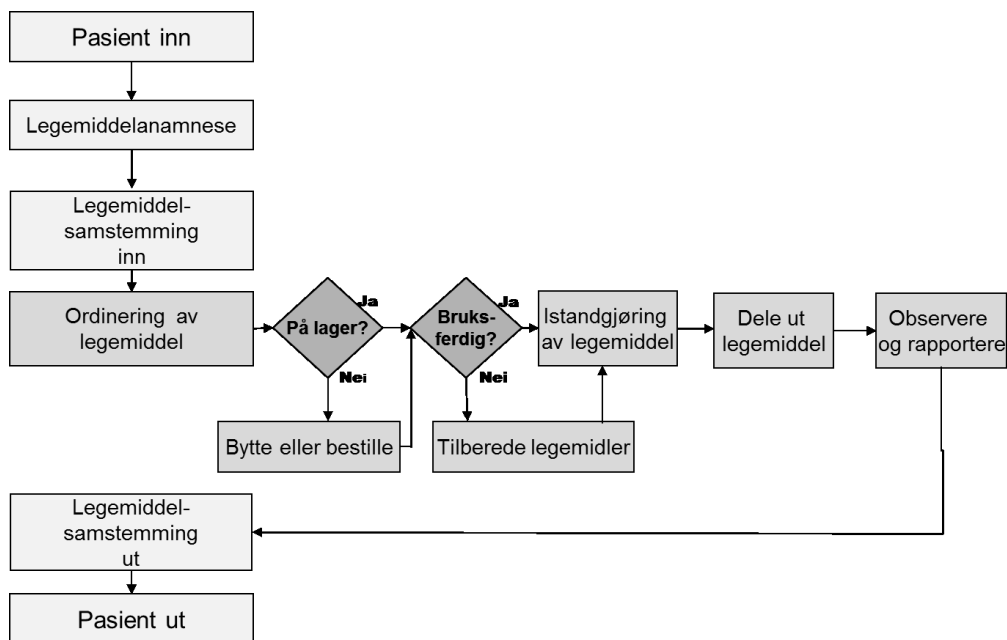 Pasient inn
Legemiddelanamnese
Legemiddel-
samstemming
inn
Ordinering av
legemiddel
På lager?
Ja
Nei
Bytte eller bestille
Bruks-
ferdig?
Ja
Nei
Tilberede legemidler
Istandgjøring
av legemiddel
Dele ut
legemiddel
Observere
og rapportere
Legemiddel-
samstemming
ut
Pasient ut